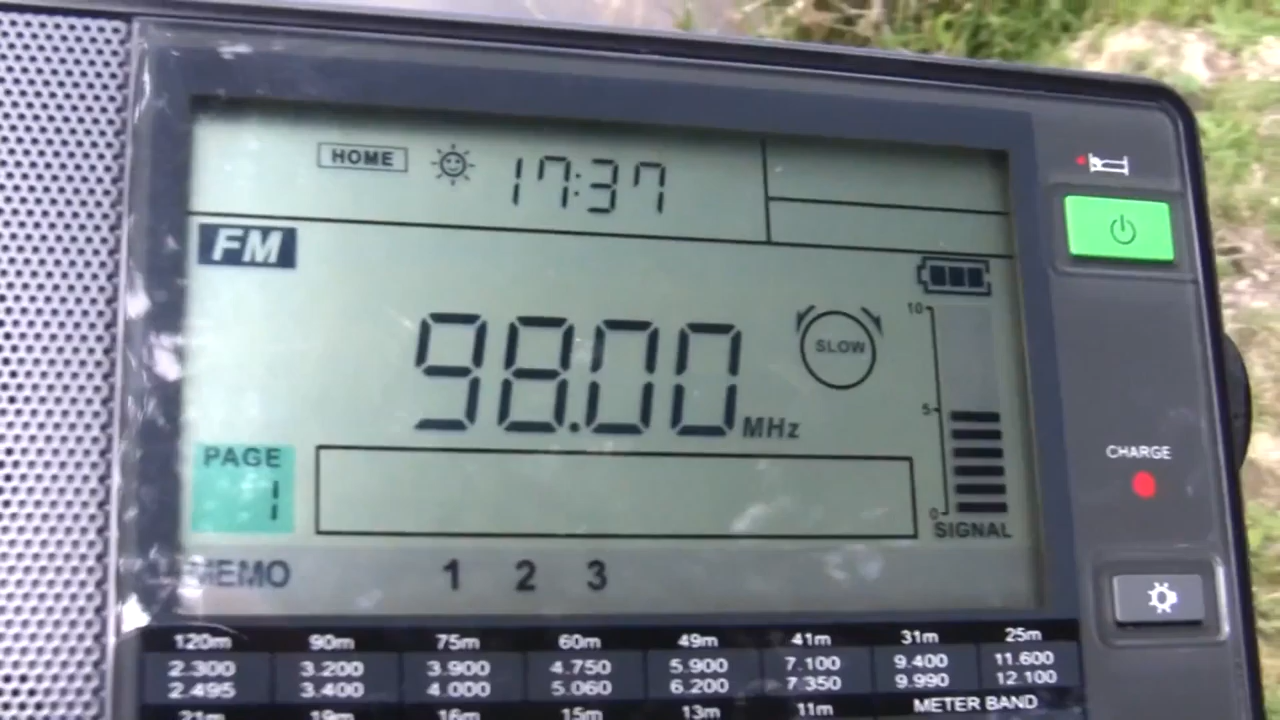 HOME 17:37
FM
10
98.00 MHz SLOW
5
PAGE
1
0
SIGNAL
CHARGE
MEMO 1 2 3
120m 90m 75m 60m 49m 41m 31m 25m
2.300 3.200 3.900 4.750 5.900 7.100 9.400 11.600
2.495 3.400 4.000 5.060 6.200 7.350 9.990 12.100
21m 19m 16m 15m 13m 11m METER BAND